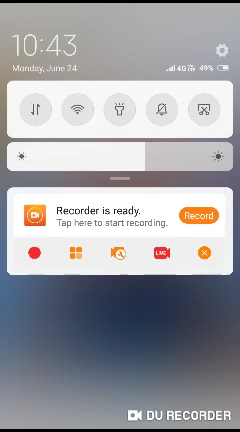 10:43
Monday, June 24
4G 49%
Recorder is ready.
Tap here to start recording.
Record
LIVE
DU RECORDER